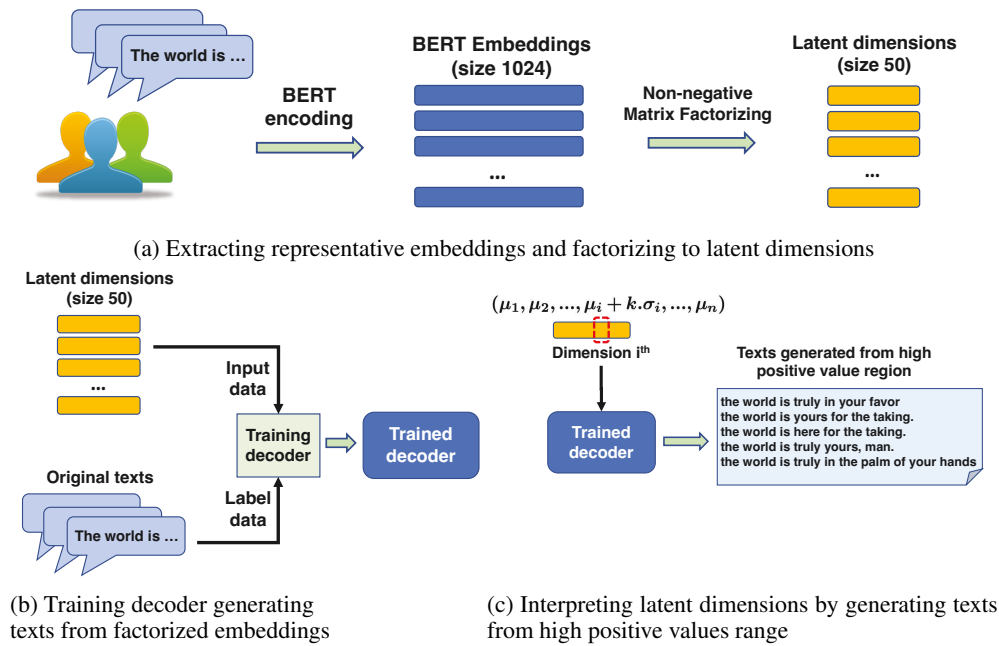 The world is ...
BERT
encoding
BERT Embeddings
(size 1024)
...
Non-negative
Matrix Factorizing
Latent dimensions
(size 50)
...
(a) Extracting representative embeddings and factorizing to latent dimensions
Latent dimensions
(size 50)
...
Input
data
Training
decoder
Trained
decoder
Original texts
The world is ...
Label
data
(b) Training decoder generating
texts from factorized embeddings
(μ₁, μ₂, ..., μᵢ + k.σᵢ, ..., μₙ)
Dimension iᵗʰ
Trained
decoder
Texts generated from high
positive value region
the world is truly in your favor
the world is yours for the taking.
the world is here for the taking.
the world is truly yours, man.
the world is truly in the palm of your hands
(c) Interpreting latent dimensions by generating texts
from high positive values range